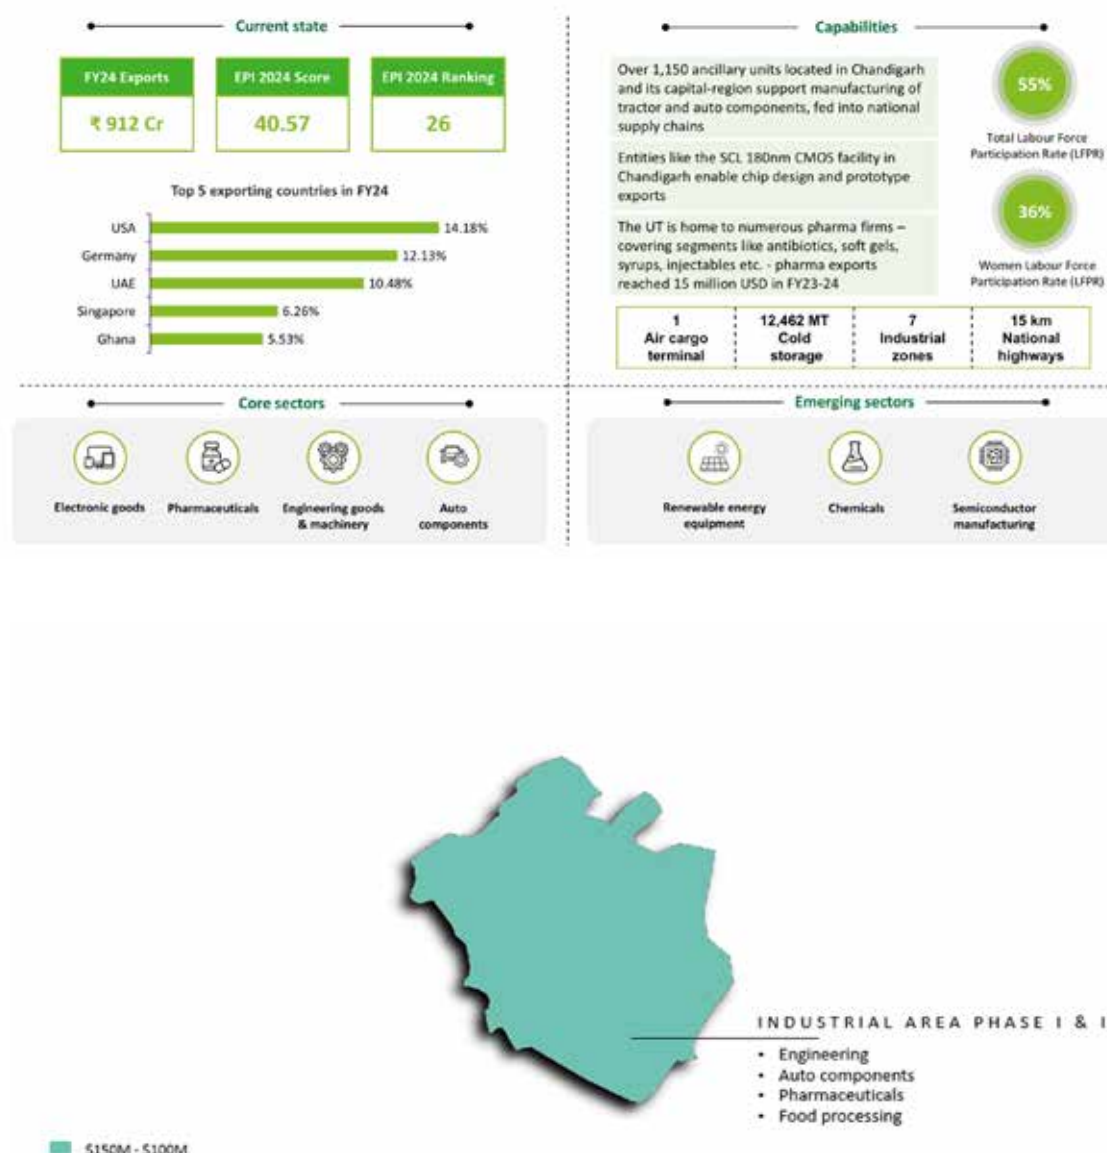 Current state
FY24 Exports
₹ 912 Cr
EPI 2024 Score
40.57
EPI 2024 Ranking
26
Top 5 exporting countries in FY24
USA 14.18%
Germany 12.13%
UAE 10.48%
Singapore 6.26%
Ghana 5.53%
Capabilities
Over 1,150 ancillary units located in Chandigarh
and its capital-region support manufacturing of
tractor and auto components, fed into national
supply chains
Entities like the SCL 180nm CMOS facility in
Chandigarh enable chip design and prototype
exports
The UT is home to numerous pharma firms –
covering segments like antibiotics, soft gels,
syrups, injectables etc. - pharma exports
reached 15 million USD in FY23-24
55%
Total Labour Force
Participation Rate (LFPR)
36%
Women Labour Force
Participation Rate (LFPR)
1
Air cargo
terminal
12,462 MT
Cold
storage
7
Industrial
zones
15 km
National
highways
Core sectors
Electronic goods
Pharmaceuticals
Engineering goods
& machinery
Auto
components
Emerging sectors
Renewable energy
equipment
Chemicals
Semiconductor
manufacturing
INDUSTRIAL AREA PHASE I & I
• Engineering
• Auto components
• Pharmaceuticals
• Food processing
$150M - $100M